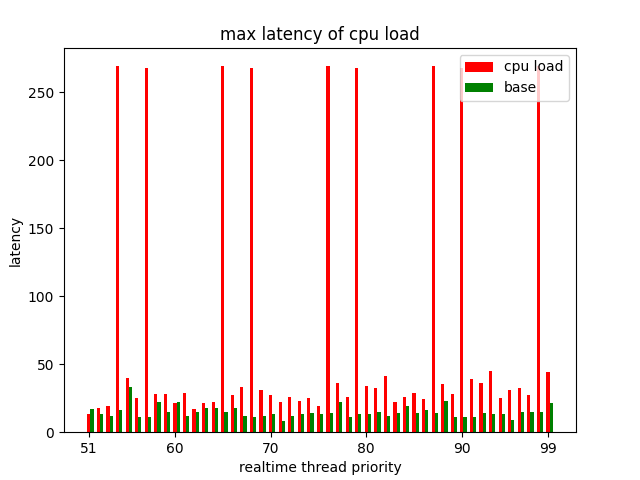 max latency of cpu load
cpu load
base
250
200
150
100
50
0
latency
51 60 70 80 90 99
realtime thread priority